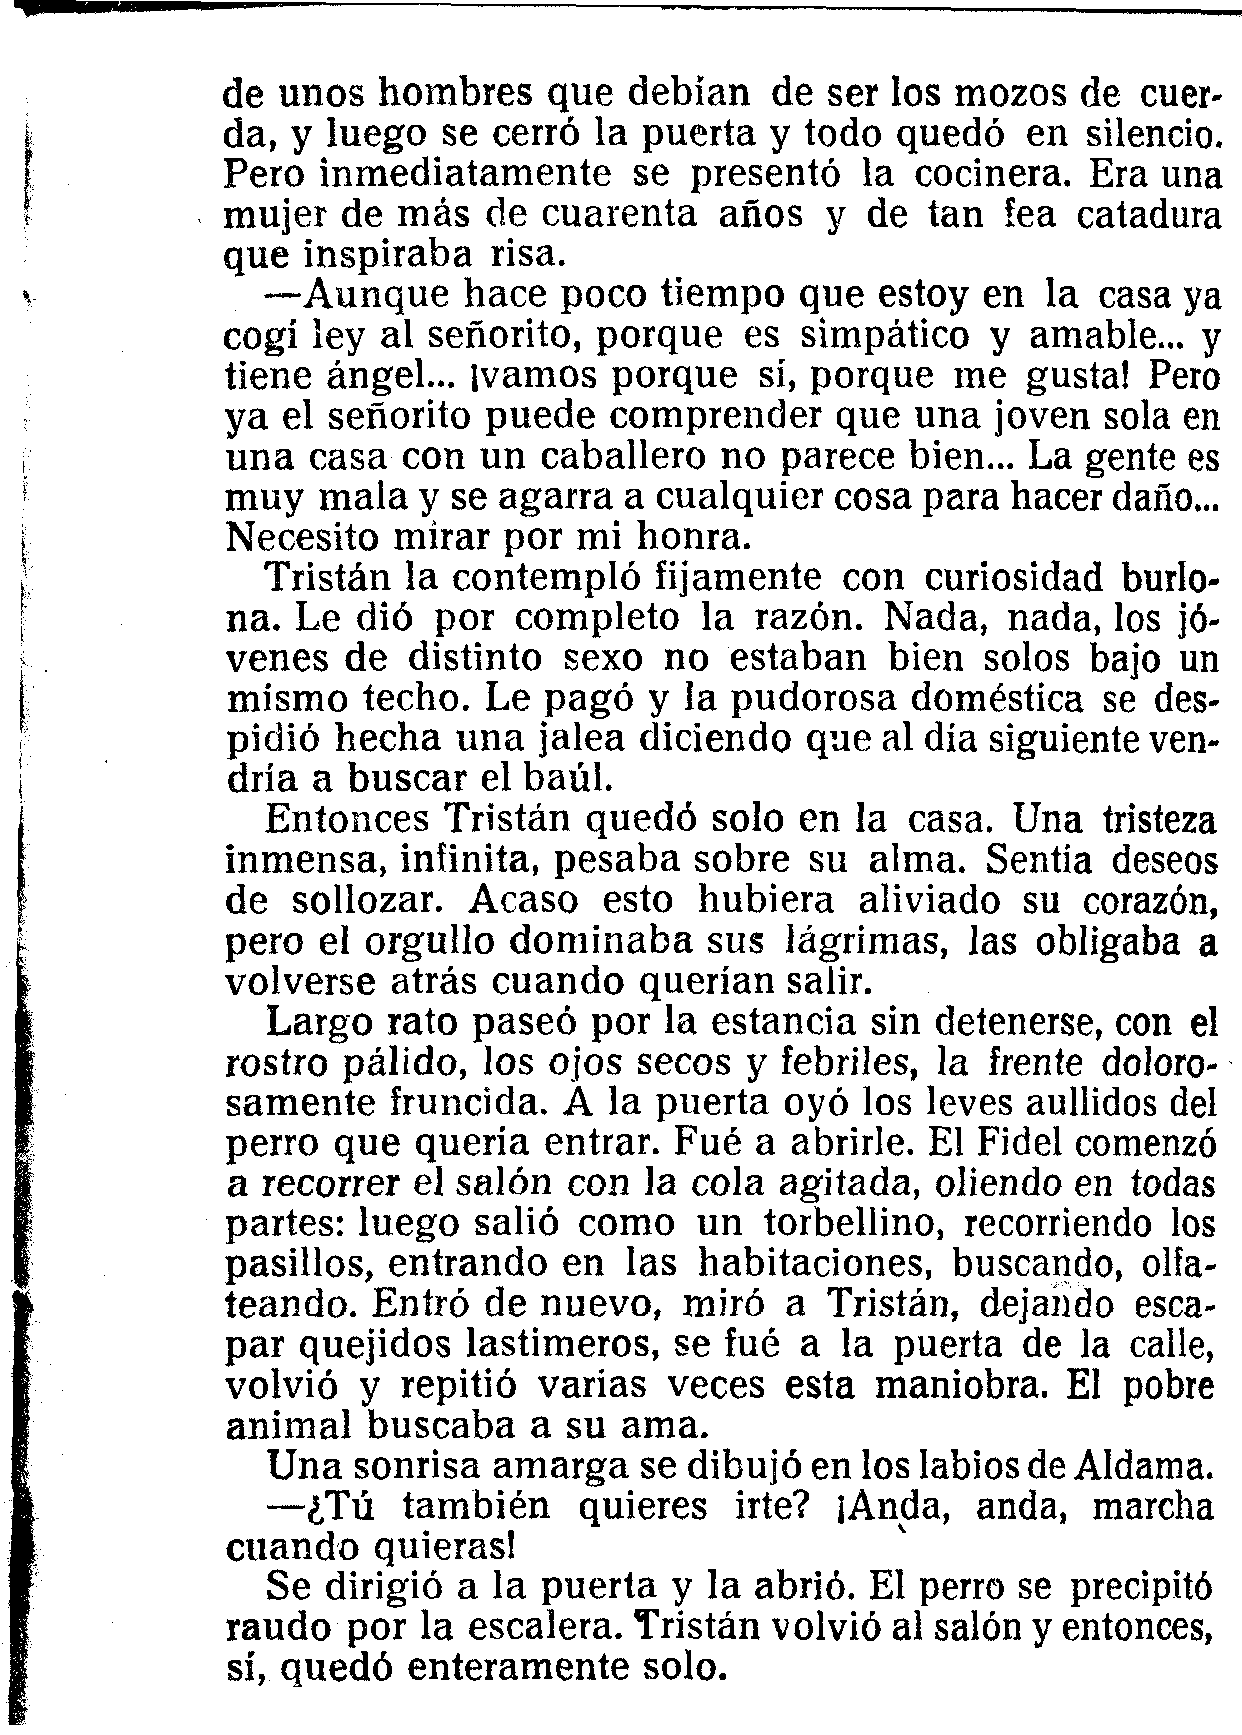 de unos hombres que debían de ser los mozos de cuer-
da, y luego se cerró la puerta y todo quedó en silencio.
Pero inmediatamente se presentó la cocinera. Era una
mujer de más de cuarenta años y de tan fea catadura
que inspiraba risa.
—Aunque hace poco tiempo que estoy en la casa ya
cogí ley al señorito, porque es simpático y amable... y
tiene ángel... ¡vamos porque sí, porque me gusta! Pero
ya el señorito puede comprender que una joven sola en
una casa con un caballero no parece bien... La gente es
muy mala y se agarra a cualquier cosa para hacer daño...
Necesito mirar por mi honra.
Tristán la contempló fijamente con curiosidad burlo-
na. Le dió por completo la razón. Nada, nada, los jó-
venes de distinto sexo no estaban bien solos bajo un
mismo techo. Le pagó y la pudorosa doméstica se des-
pidió hecha una jalea diciendo que al día siguiente ven-
dría a buscar el baúl.
Entonces Tristán quedó solo en la casa. Una tristeza
inmensa, infinita, pesaba sobre su alma. Sentía deseos
de sollozar. Acaso esto hubiera aliviado su corazón,
pero el orgullo dominaba sus lágrimas, las obligaba a
volverse atrás cuando querían salir.
Largo rato paseó por la estancia sin detenerse, con el
rostro pálido, los ojos secos y febriles, la frente doloro-
samente fruncida. A la puerta oyó los leves aullidos del
perro que quería entrar. Fué a abrirle. El Fidel comenzó
a recorrer el salón con la cola agitada, oliendo en todas
partes: luego salió como un torbellino, recorriendo los
pasillos, entrando en las habitaciones, buscando, olfa-
teando. Entró de nuevo, miró a Tristán, dejando esca-
par quejidos lastimeros, se fué a la puerta de la calle,
volvió y repitió varias veces esta maniobra. El pobre
animal buscaba a su ama.
Una sonrisa amarga se dibujó en los labios de Aldama.
—¿Tú también quieres irte? ¡Anda, anda, marcha
cuando quieras!
Se dirigió a la puerta y la abrió. El perro se precipitó
raudo por la escalera. Tristán volvió al salón y entonces,
sí, quedó enteramente solo.